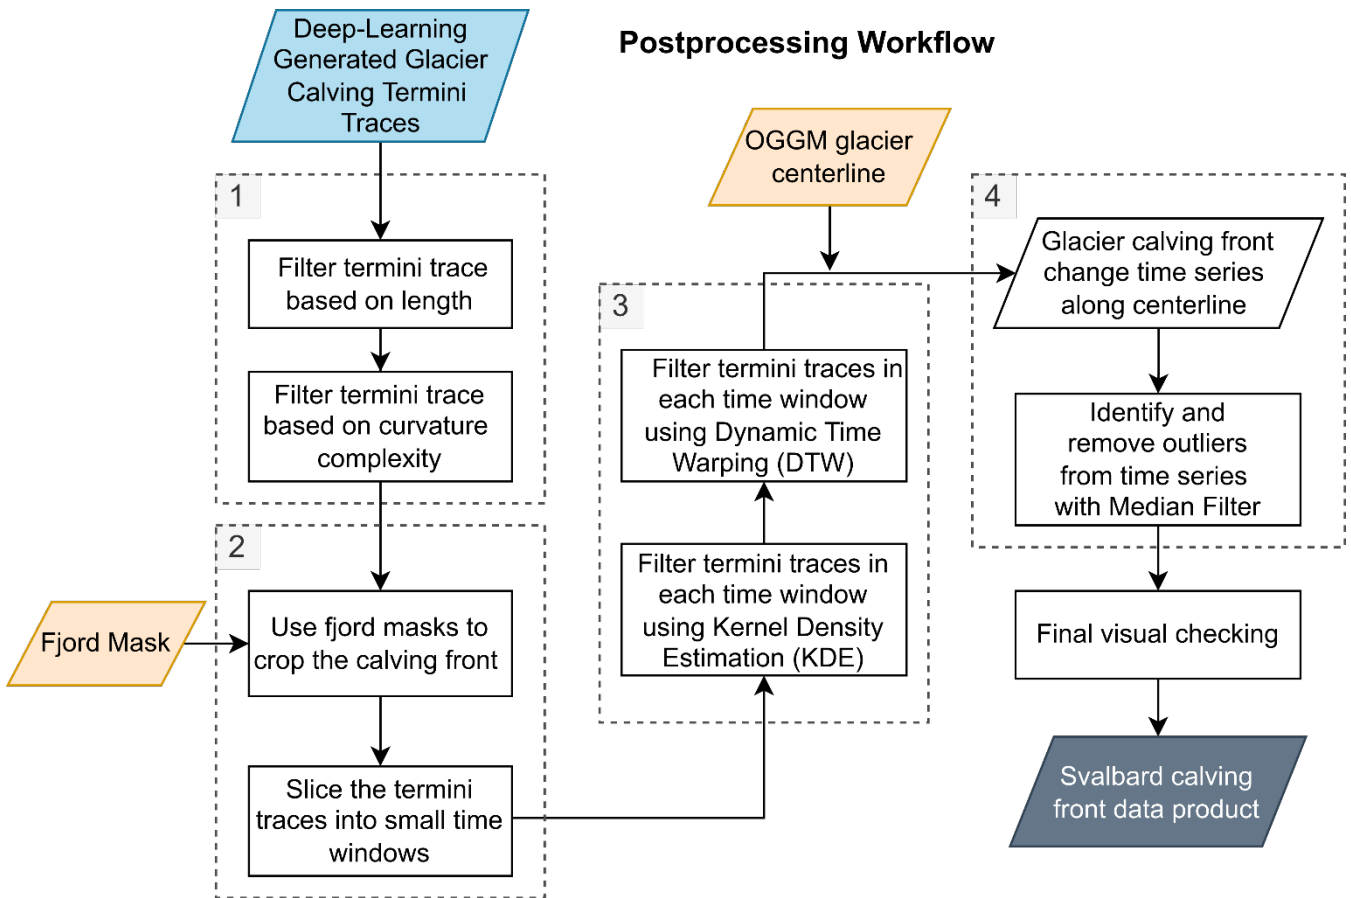 Deep-Learning
Generated Glacier
Calving Termini
Traces
Postprocessing Workflow
1
Filter termini trace
based on length
Filter termini trace
based on curvature
complexity
2
Fjord Mask
Use fjord masks to
crop the calving front
Slice the termini
traces into small time
windows
3
Filter termini traces in
each time window
using Dynamic Time
Warping (DTW)
Filter termini traces in
each time window
using Kernel Density
Estimation (KDE)
OGGM glacier
centerline
4
Glacier calving front
change time series
along centerline
Identify and
remove outliers
from time series
with Median Filter
Final visual checking
Svalbard calving
front data product